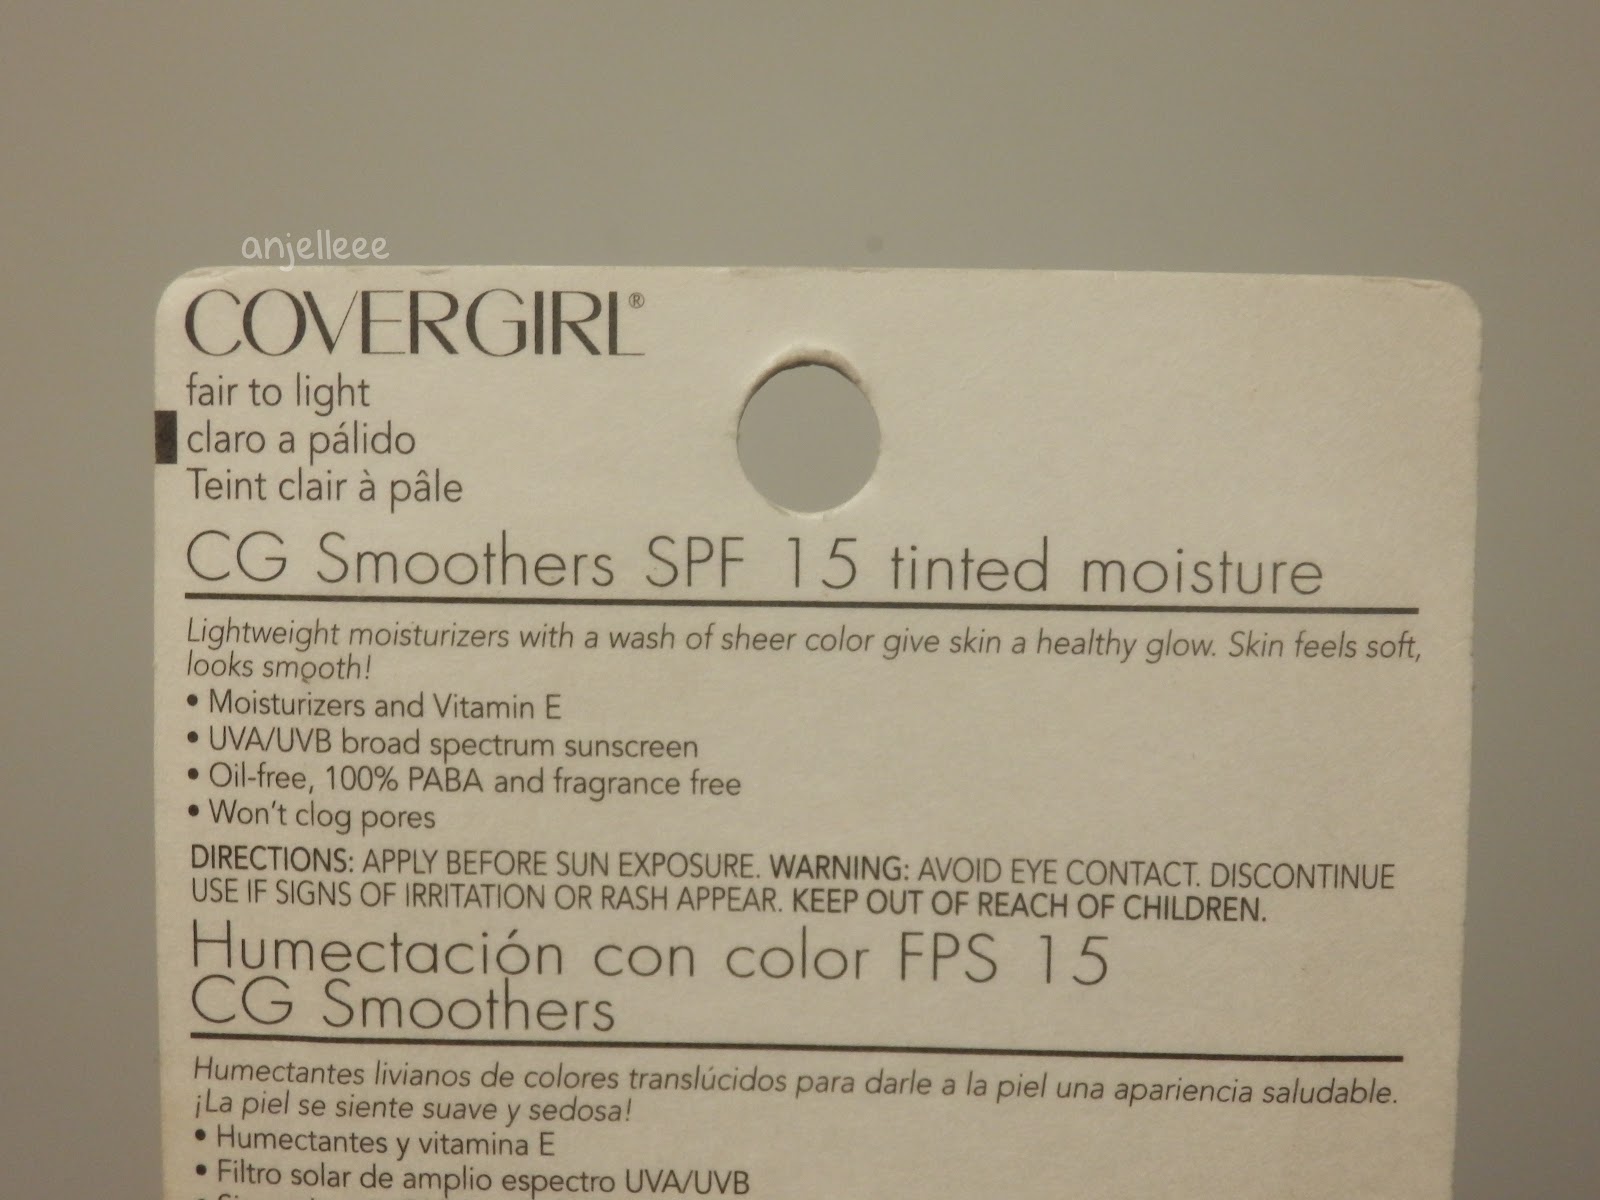 anjelleee
COVERGIRL®
fair to light
claro a pálido
Teint clair à pâle
CG Smoothers SPF 15 tinted moisture
Lightweight moisturizers with a wash of sheer color give skin a healthy glow. Skin feels soft,
looks smooth!
• Moisturizers and Vitamin E
• UVA/UVB broad spectrum sunscreen
• Oil-free, 100% PABA and fragrance free
• Won't clog pores
DIRECTIONS: APPLY BEFORE SUN EXPOSURE. WARNING: AVOID EYE CONTACT. DISCONTINUE
USE IF SIGNS OF IRRITATION OR RASH APPEAR. KEEP OUT OF REACH OF CHILDREN.
Humectación con color FPS 15
CG Smoothers
Humectantes livianos de colores translúcidos para darle a la piel una apariencia saludable.
¡La piel se siente suave y sedosa!
• Humectantes y vitamina E
• Filtro solar de amplio espectro UVA/UVB